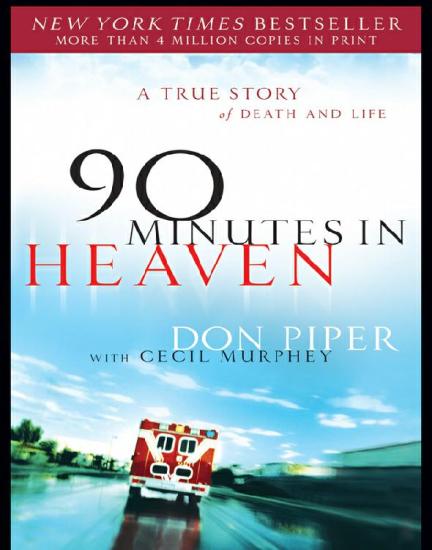 NEW YORK TIMES BESTSELLER
MORE THAN 4 MILLION COPIES IN PRINT
A TRUE STORY
of DEATH AND LIFE
90
MINUTES IN
HEAVEN
DON PIPER
WITH CECIL MURPHEY